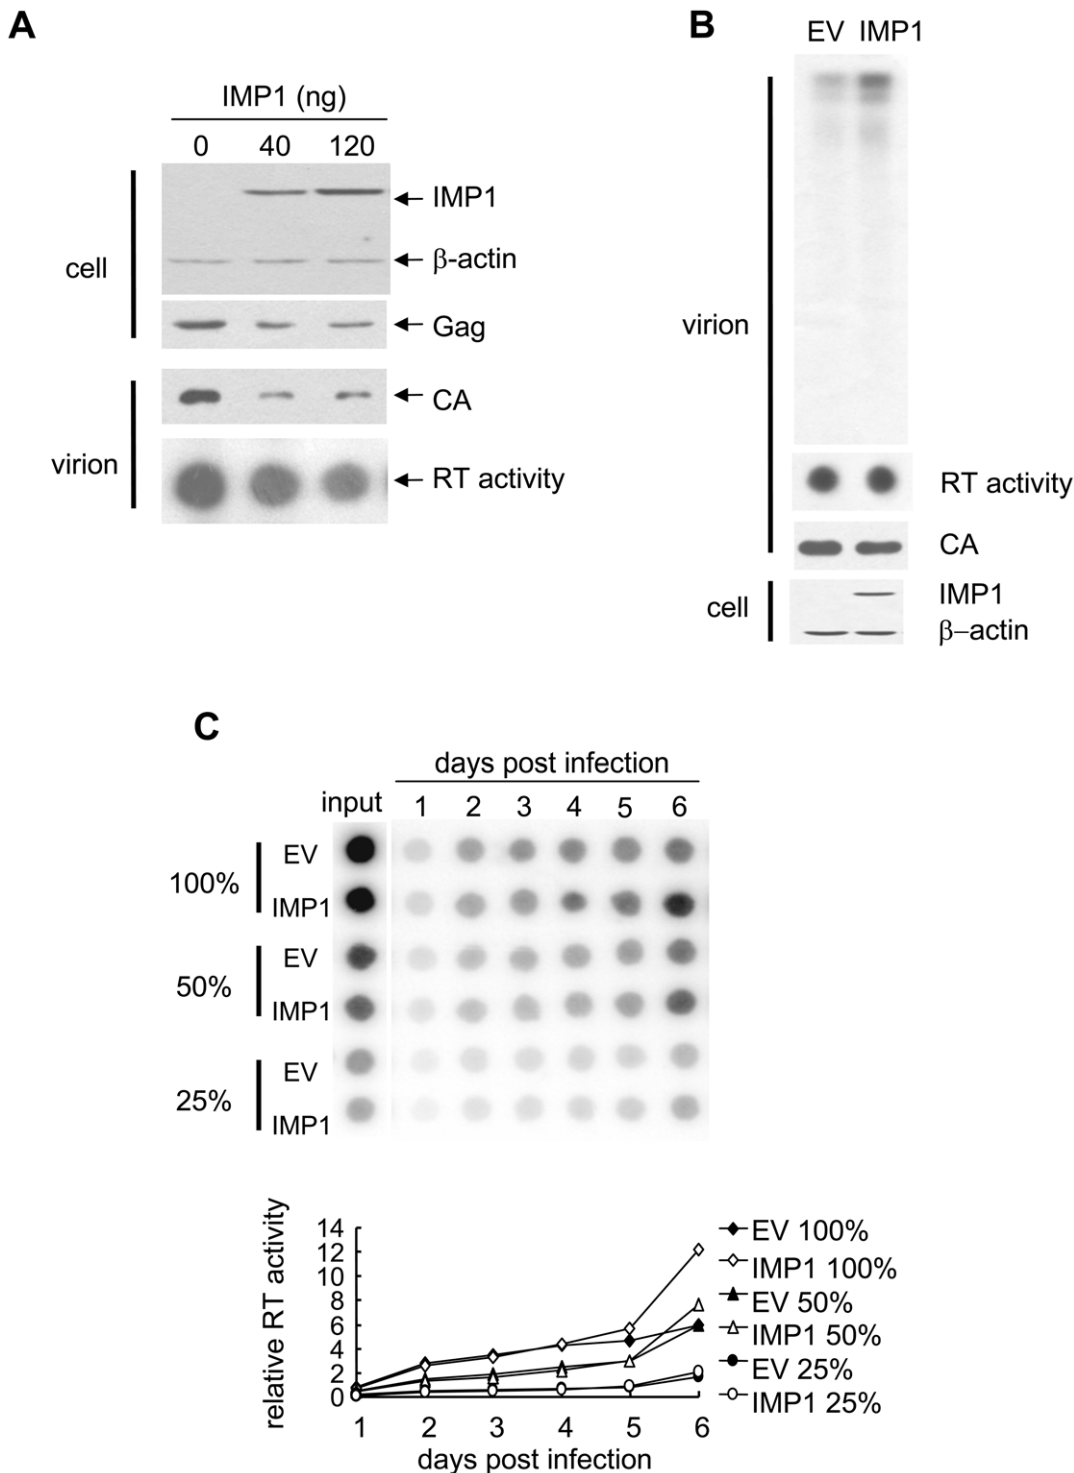 A
IMP1 (ng)
0 40 120
cell
IMP1
β-actin
Gag
virion
CA
RT activity
B
EV IMP1
virion
RT activity
CA
cell
IMP1
β–actin
C
days post infection
input 1 2 3 4 5 6
100%
EV
IMP1
50%
EV
IMP1
25%
EV
IMP1
relative RT activity
14
12
10
8
6
4
2
0
1 2 3 4 5 6
days post infection
EV 100%
IMP1 100%
EV 50%
IMP1 50%
EV 25%
IMP1 25%